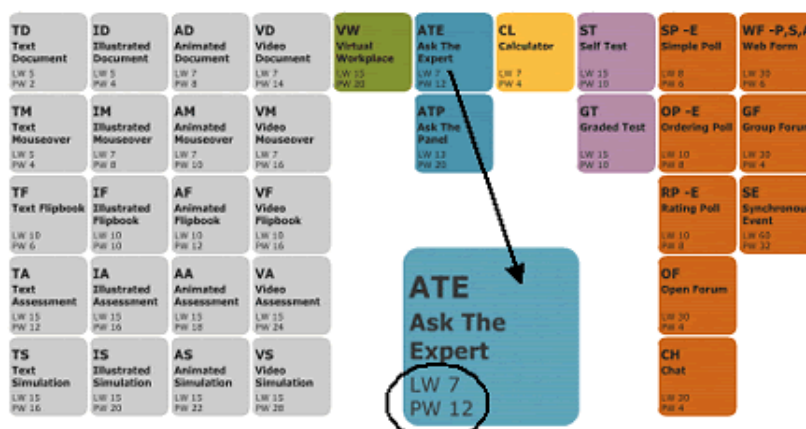 TD
Text
Document
LW 5
PW 2
ID
Illustrated
Document
LW 5
PW 4
AD
Animated
Document
LW 7
PW 8
VD
Video
Document
LW 7
PW 14
VW
Virtual
Workplace
LW 15
PW 20
ATE
Ask The
Expert
LW 7
PW 12
CL
Calculator
LW 7
PW 4
ST
Self Test
LW 15
PW 10
SP -E
Simple Poll
LW 8
PW 6
WF -P,S,
Web Form
LW 30
PW 6
TM
Text
Mouseover
LW 5
PW 4
IM
Illustrated
Mouseover
LW 7
PW 8
AM
Animated
Mouseover
LW 7
PW 10
VM
Video
Mouseover
LW 7
PW 16
ATP
Ask The
Panel
LW 13
PW 20
GT
Graded Test
LW 15
PW 10
OP -E
Ordering Poll
LW 10
PW 8
GF
Group Foru
LW 30
PW 4
TF
Text Flipbook
LW 10
PW 6
IF
Illustrated
Flipbook
LW 10
PW 10
AF
Animated
Flipbook
LW 10
PW 12
VF
Video
Flipbook
LW 10
PW 16
RP -E
Rating Poll
LW 10
PW 8
SE
Synchronou
Event
LW 60
PW 32
TA
Text
Assessment
LW 15
PW 12
IA
Illustrated
Assessment
LW 15
PW 16
AA
Animated
Assessment
LW 15
PW 18
VA
Video
Assessment
LW 15
PW 24
ATE
Ask The
Expert
LW 7
PW 12
OF
Open Forum
LW 30
PW 4
TS
Text
Simulation
LW 15
PW 16
IS
Illustrated
Simulation
LW 15
PW 20
AS
Animated
Simulation
LW 15
PW 22
VS
Video
Simulation
LW 15
PW 28
CH
Chat
LW 20
PW 4